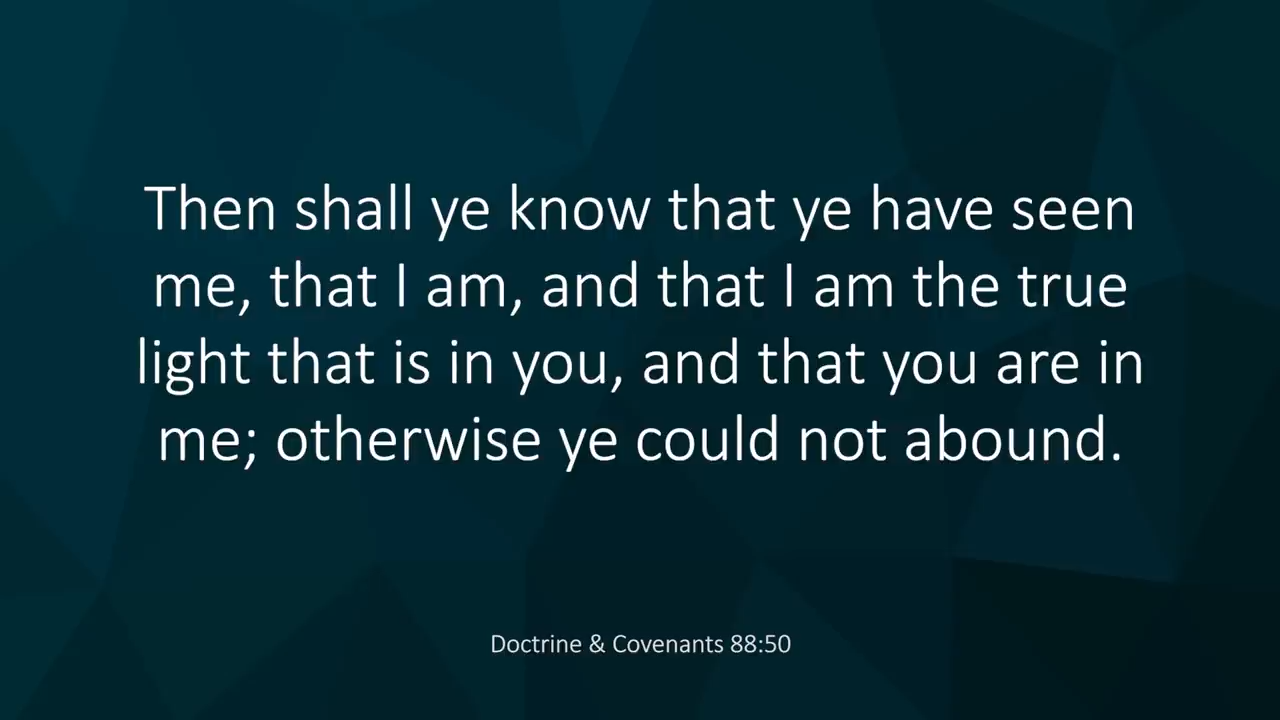 Then shall ye know that ye have seen
me, that I am, and that I am the true
light that is in you, and that you are in
me; otherwise ye could not abound.
Doctrine & Covenants 88:50